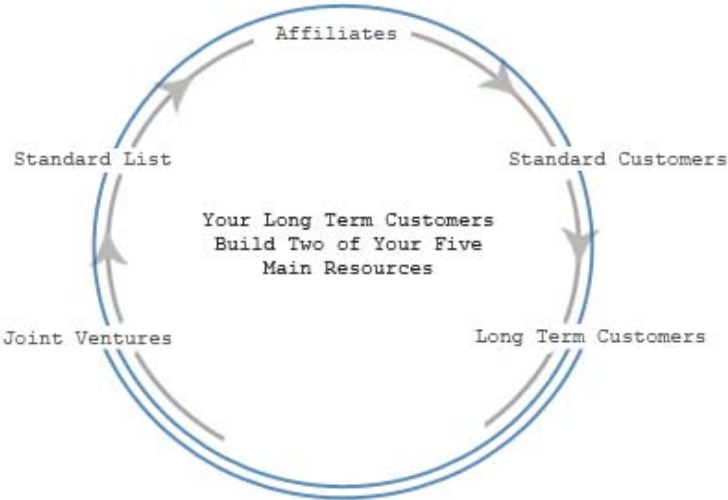 Affiliates
Standard List
Standard Customers
Your Long Term Customers
Build Two of Your Five
Main Resources
Joint Ventures
Long Term Customers